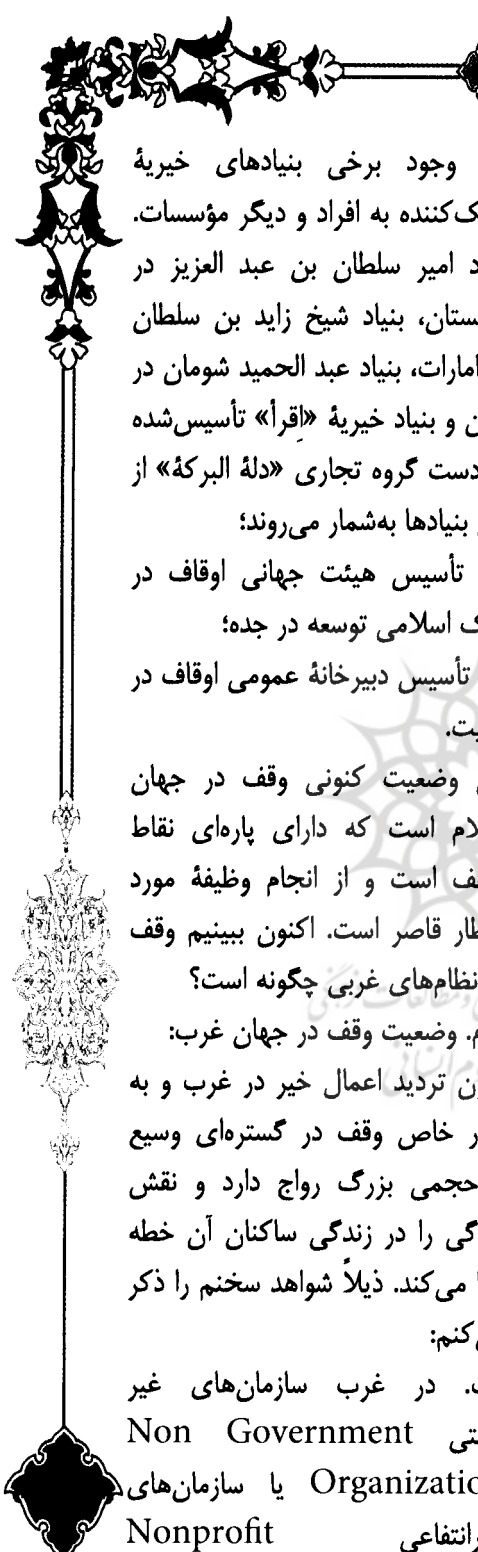 وجود برخی بنیادهای خیریهٔ
ک‌کننده به افراد و دیگر مؤسسات.
د امیر سلطان بن عبد العزیز در
ستان، بنیاد شیخ زاید بن سلطان
امارات، بنیاد عبد الحمید شومان در
ن و بنیاد خیریهٔ «اِقرأ» تأسیس‌شده
دست گروه تجاری «دلة البرکة» از
بنیادها به‌شمار می‌روند؛
تأسیس هیئت جهانی اوقاف در
ک اسلامی توسعه در جده؛
تأسیس دبیرخانهٔ عمومی اوقاف در
یت.
وضعیت کنونی وقف در جهان
لام است که دارای پاره‌ای نقاط
ف است و از انجام وظیفهٔ مورد
ظار قاصر است. اکنون ببینیم وقف
نظام‌های غربی چگونه است؟
م. وضعیت وقف در جهان غرب:
ن تردید اعمال خیر در غرب و به
ر خاص وقف در گستره‌ای وسیع
حجمی بزرگ رواج دارد و نقش
گی را در زندگی ساکنان آن خطه
می‌کند. ذیلاً شواهد سخنم را ذکر
‌کنم:
در غرب سازمان‌های غیر
تی Non Government
Organizatio یا سازمان‌های
رانتفاعی Nonprofit